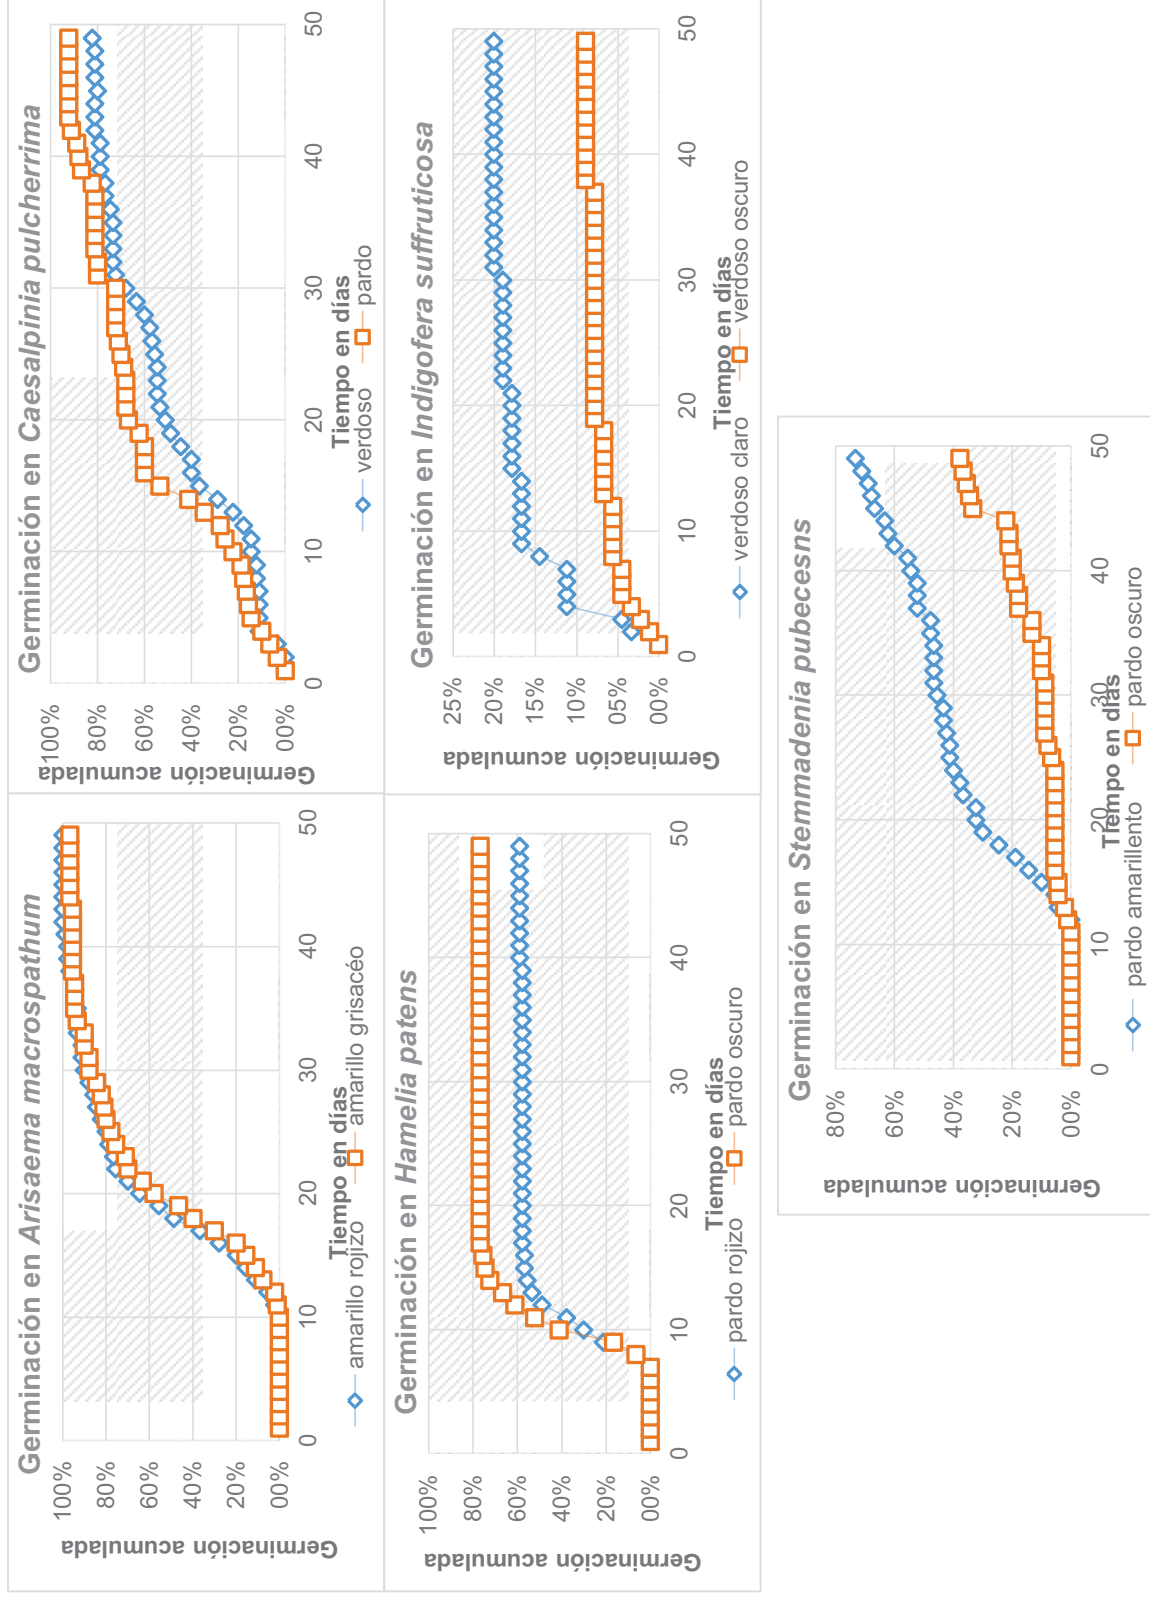 Germinación en Arisaema macrospathum
Germinación acumulada
100%
80%
60%
40%
20%
00%
0
10
20
30
40
50
Tiempo en días
amarillo rojizo
amarillo grisacéo
Germinación en Caesalpinia pulcherrima
Germinación acumulada
100%
80%
60%
40%
20%
00%
0
10
20
30
40
50
Tiempo en días
verdoso
pardo
Germinación en Hamelia patens
Germinación acumulada
100%
80%
60%
40%
20%
00%
0
10
20
30
40
50
Tiempo en días
pardo rojizo
pardo oscuro
Germinación en Indigofera suffruticosa
Germinación acumulada
25%
20%
15%
10%
05%
00%
0
10
20
30
40
50
Tiempo en días
verdoso claro
verdoso oscuro
Germinación en Stemmadenia pubecesns
Germinación acumulada
80%
60%
40%
20%
00%
0
10
20
30
40
50
Tiempo en días
pardo amarillento
pardo oscuro